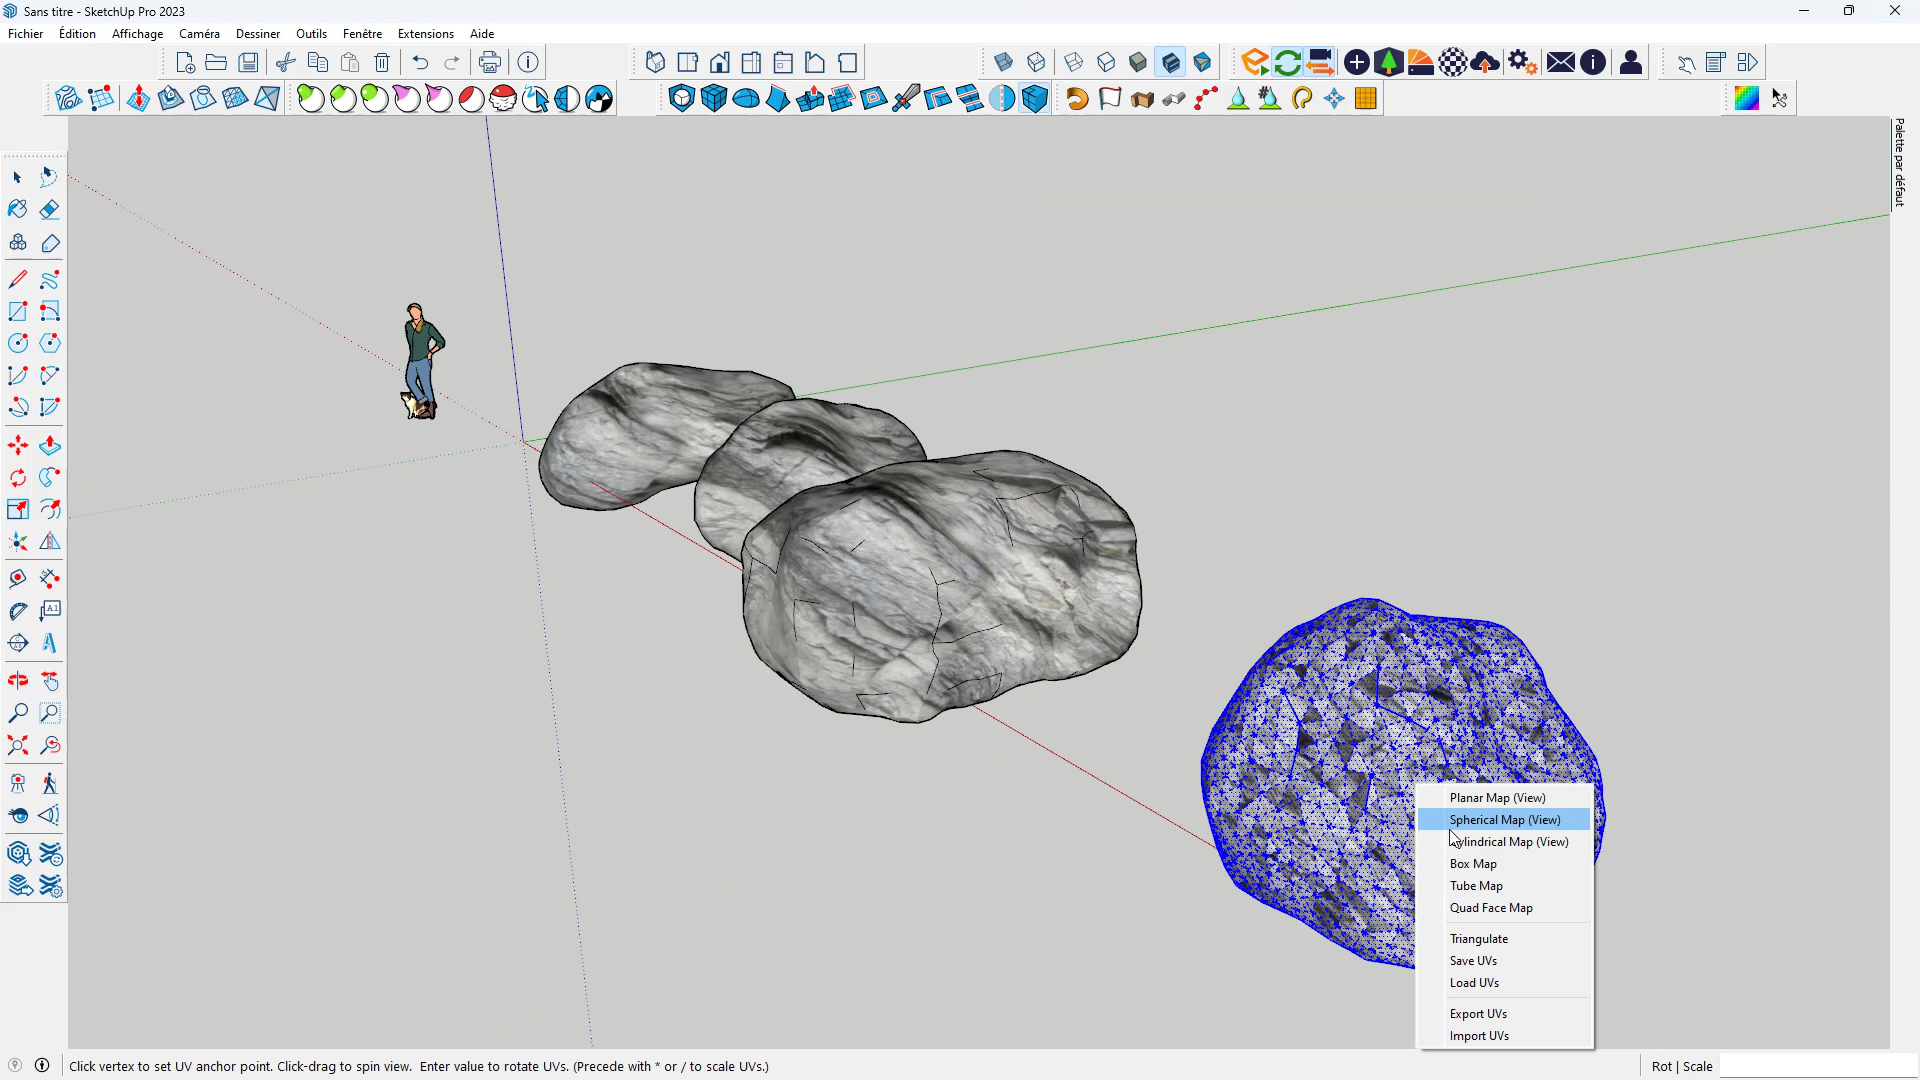 Sans titre - SketchUp Pro 2023
Fichier Édition Affichage Caméra Dessiner Outils Fenêtre Extensions Aide
Palette par défaut
A1
Planar Map (View)
Spherical Map (View)
Cylindrical Map (View)
Box Map
Tube Map
Quad Face Map
Triangulate
Save UVs
Load UVs
Export UVs
Import UVs
Click vertex to set UV anchor point. Click-drag to spin view. Enter value to rotate UVs. (Precede with * or / to scale UVs.)
Rot | Scale